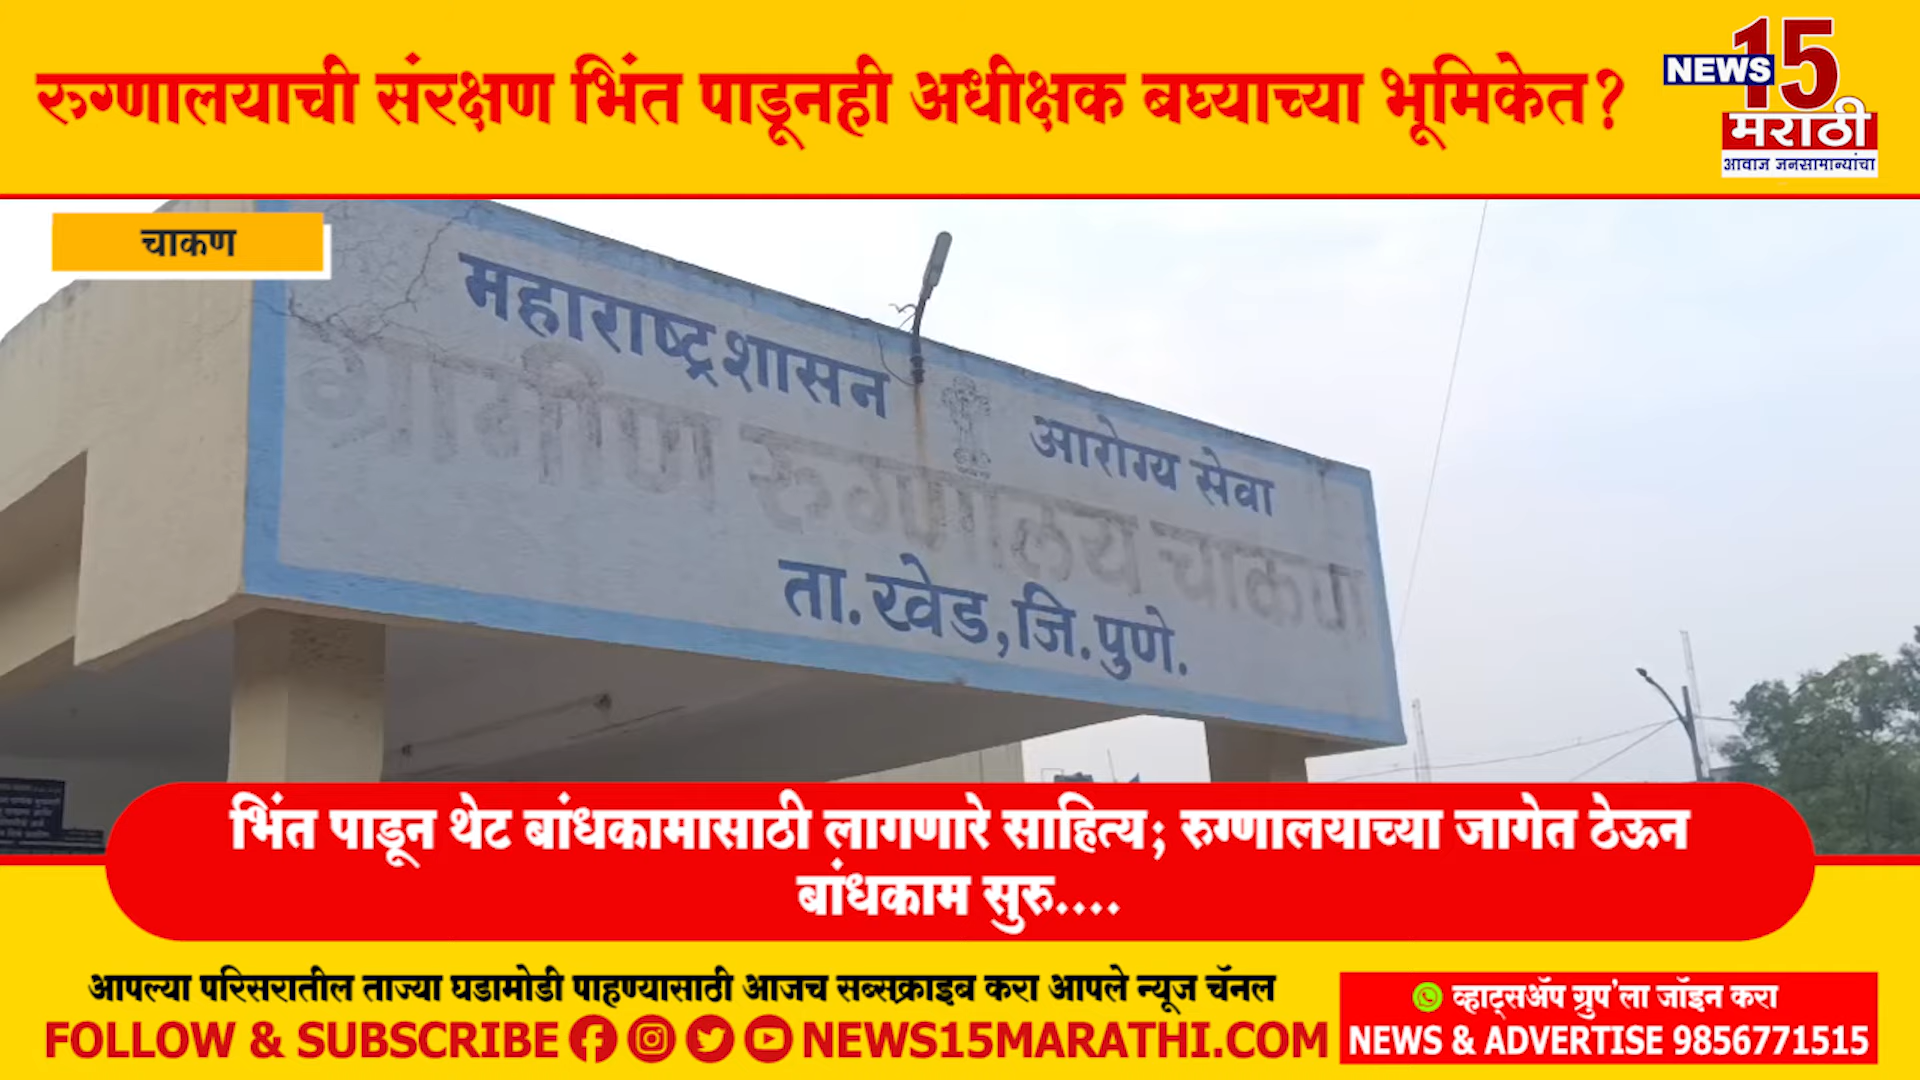 रुग्णालयाची संरक्षण भिंत पाडूनही अधीक्षक बघ्याच्या भूमिकेत?
NEWS 15
मराठी
आवाज जनसामान्यांचा
चाकण
महाराष्ट्र शासन
आरोग्य सेवा
ग्रामीण रुग्णालय चाकण
ता. खेड, जि. पुणे.
भिंत पाडून थेट बांधकामासाठी लागणारे साहित्य; रुग्णालयाच्या जागेत ठेऊन
बांधकाम सुरु....
आपल्या परिसरातील ताज्या घडामोडी पाहण्यासाठी आजच सब्सक्राइब करा आपले न्यूज चॅनल
FOLLOW & SUBSCRIBE NEWS15MARATHI.COM
व्हाट्सॲप ग्रुप'ला जॉइन करा
NEWS & ADVERTISE 9856771515